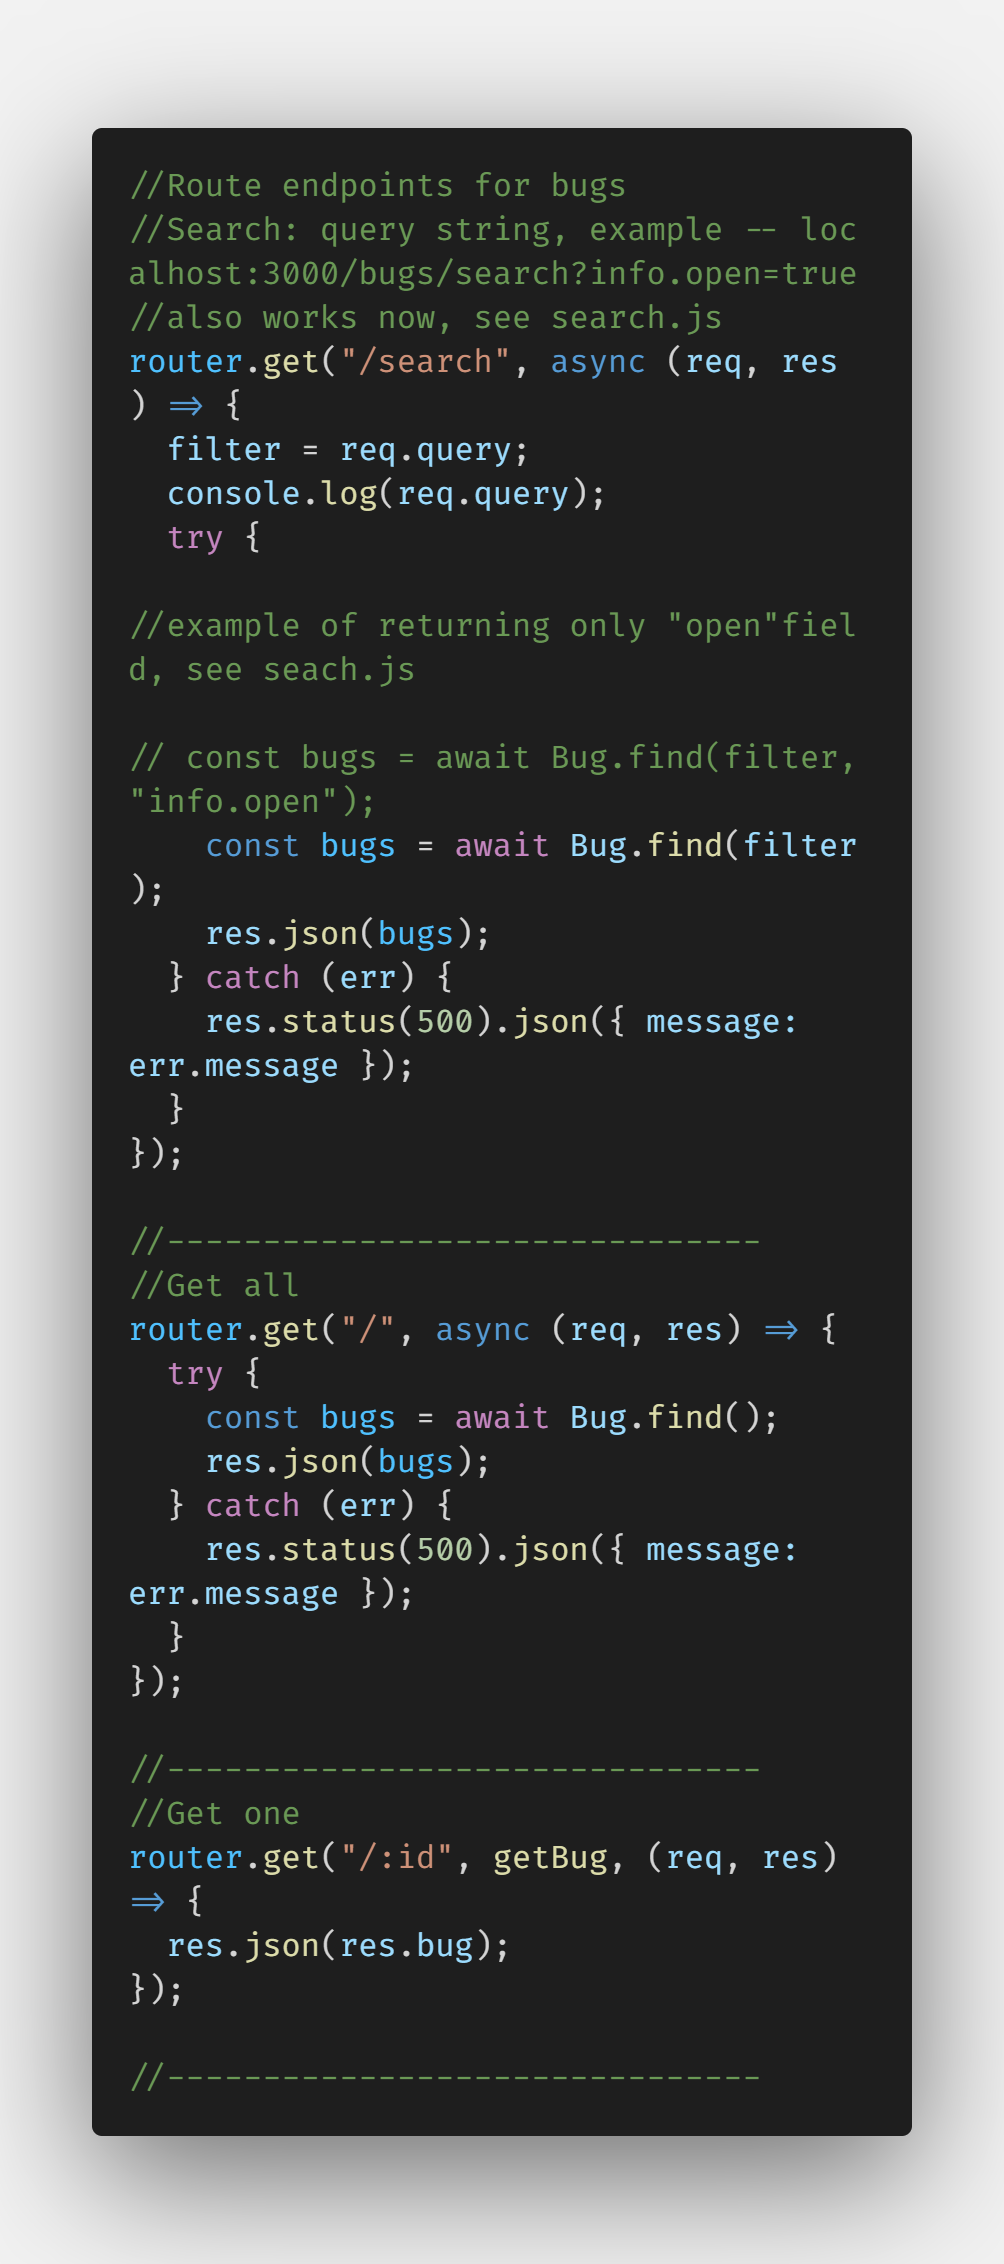 //Route endpoints for bugs
//Search: query string, example -- loc
alhost:3000/bugs/search?info.open=true
//also works now, see search.js
router.get("/search", async (req, res
) => {
  filter = req.query;
  console.log(req.query);
  try {

//example of returning only "open"fiel
d, see seach.js

// const bugs = await Bug.find(filter,
"info.open");
    const bugs = await Bug.find(filter
);
    res.json(bugs);
  } catch (err) {
    res.status(500).json({ message:
err.message });
  }
});

//-------------------------------
//Get all
router.get("/", async (req, res) => {
  try {
    const bugs = await Bug.find();
    res.json(bugs);
  } catch (err) {
    res.status(500).json({ message:
err.message });
  }
});

//-------------------------------
//Get one
router.get("/:id", getBug, (req, res)
=> {
  res.json(res.bug);
});

//-------------------------------